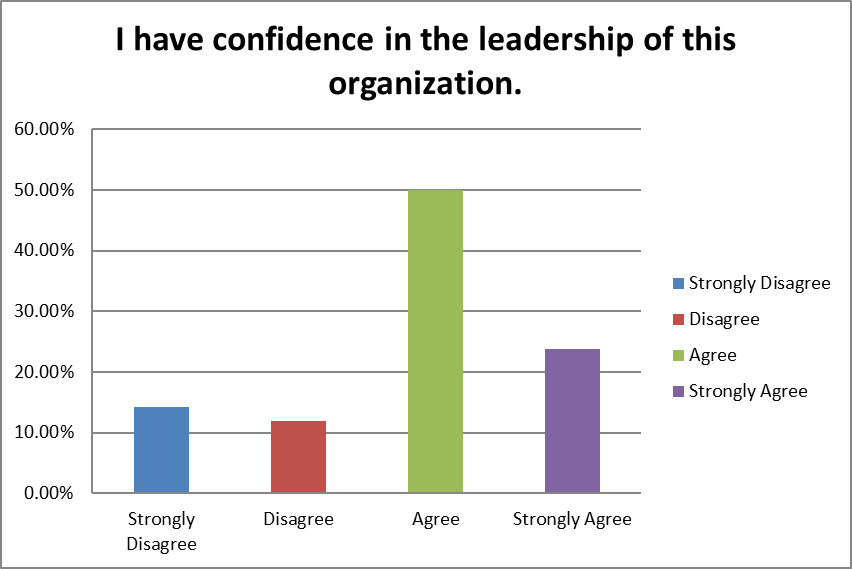 I have confidence in the leadership of this
organization.
60.00%
50.00%
40.00%
30.00%
20.00%
10.00%
0.00%
Strongly
Disagree
Disagree
Agree
Strongly Agree
Strongly Disagree
Disagree
Agree
Strongly Agree